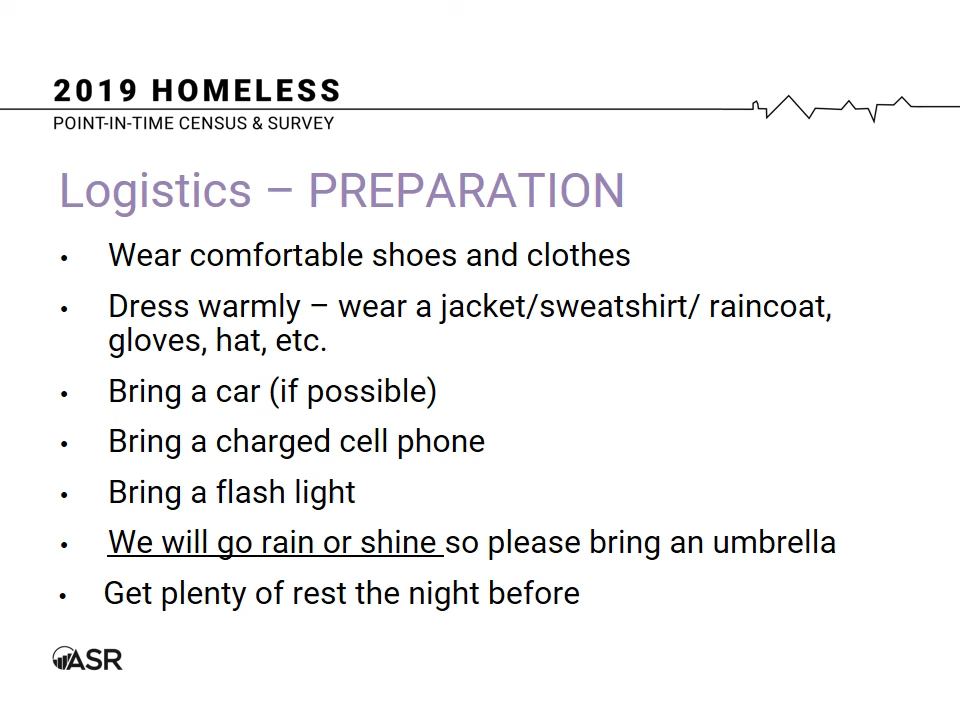 2019 HOMELESS
POINT-IN-TIME CENSUS & SURVEY
Logistics – PREPARATION
• Wear comfortable shoes and clothes
• Dress warmly – wear a jacket/sweatshirt/ raincoat,
gloves, hat, etc.
• Bring a car (if possible)
• Bring a charged cell phone
• Bring a flash light
• We will go rain or shine so please bring an umbrella
• Get plenty of rest the night before
ASR